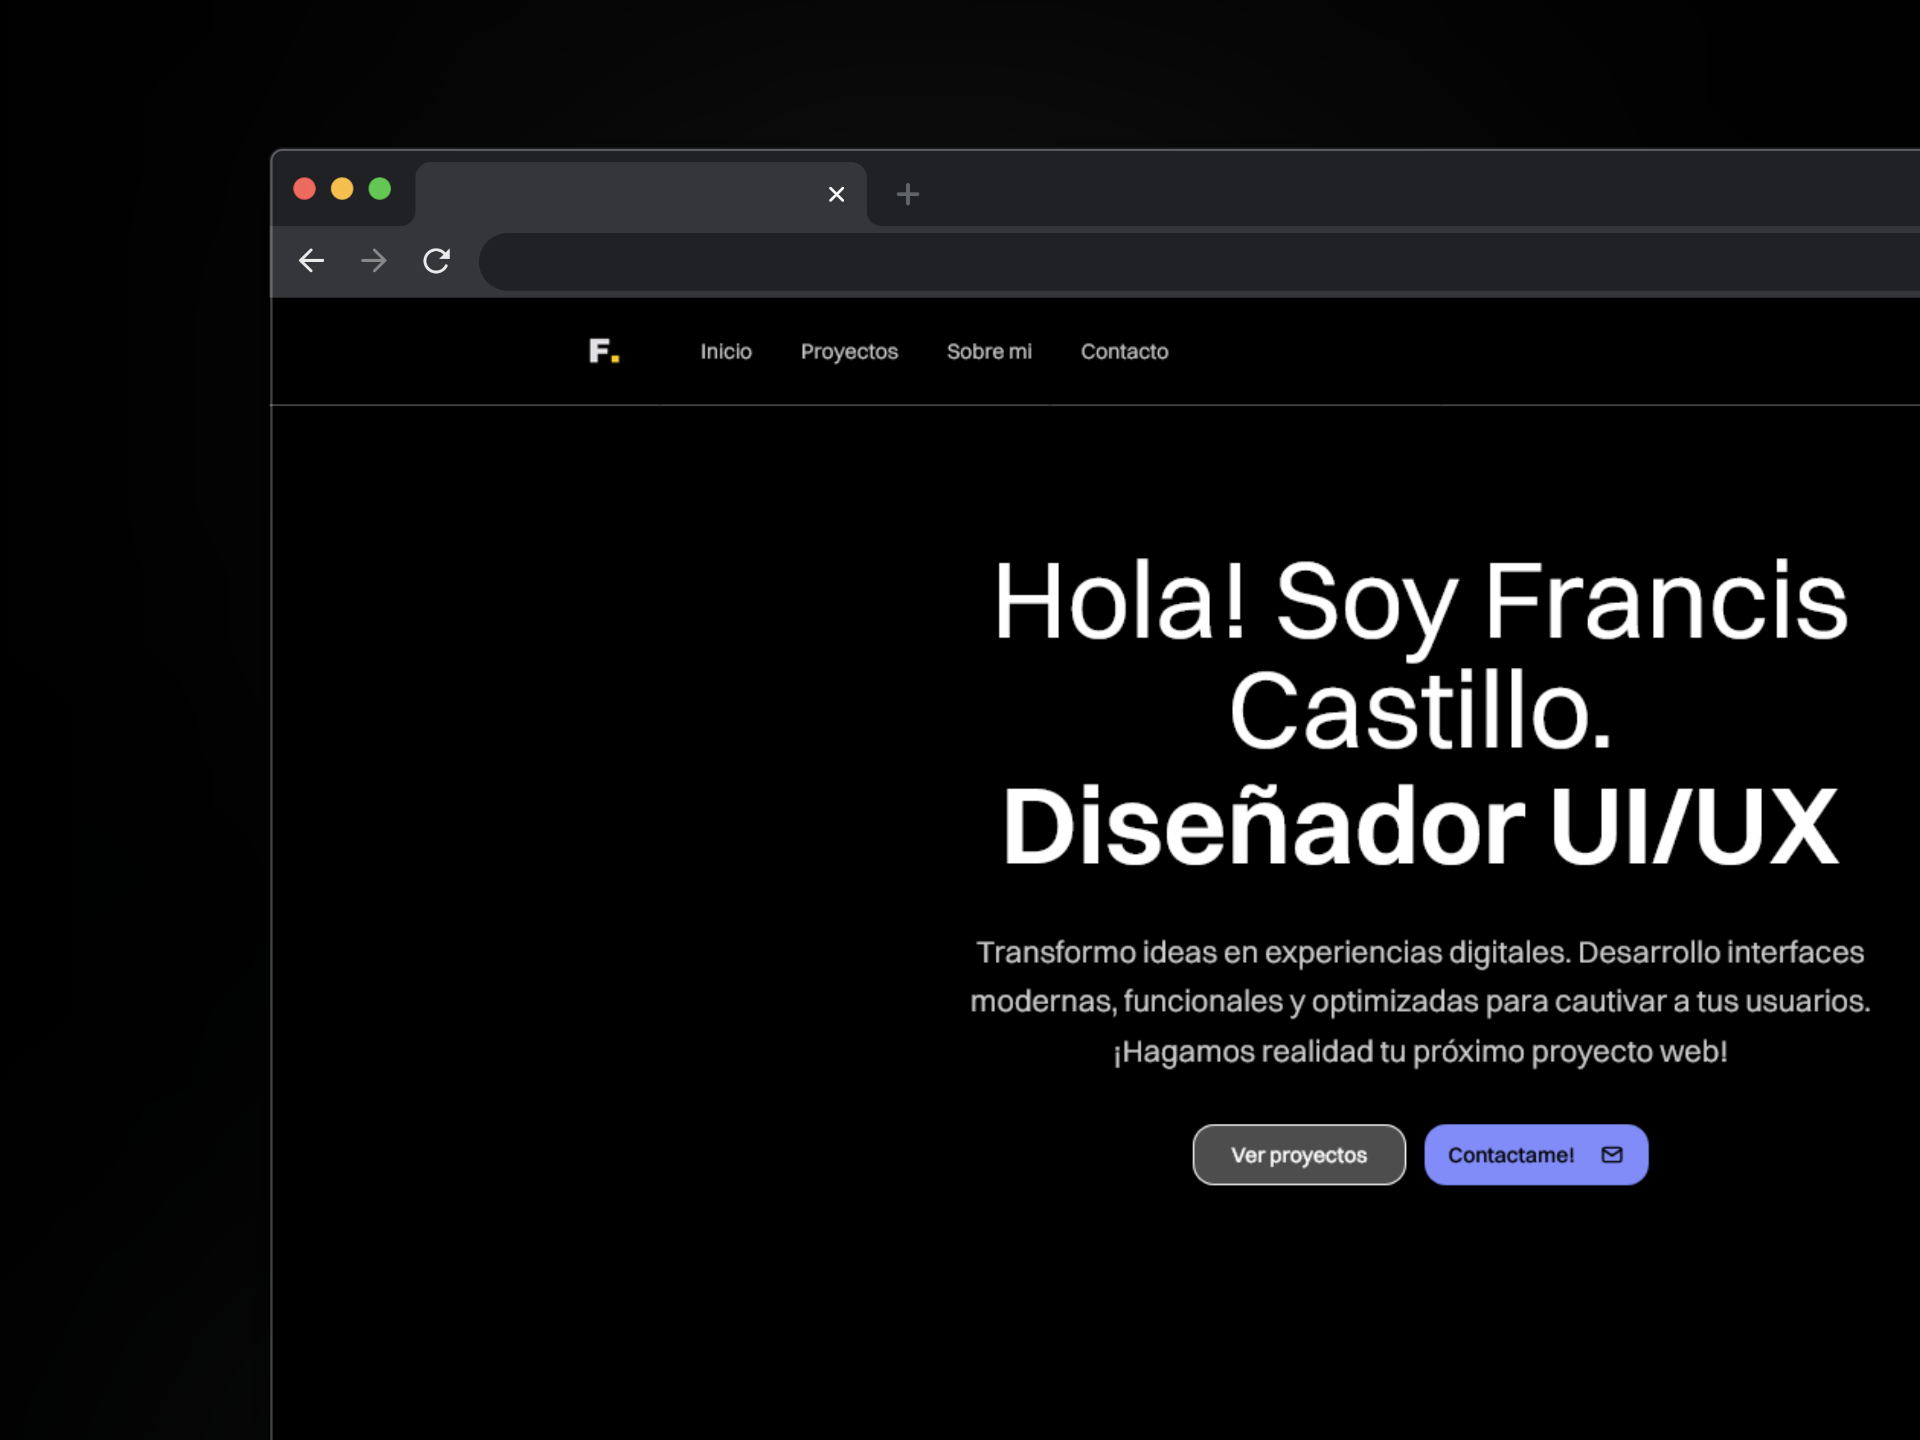 F.
Inicio Proyectos Sobre mi Contacto
Hola! Soy Francis
Castillo.
Diseñador UI/UX
Transformo ideas en experiencias digitales. Desarrollo interfaces
modernas, funcionales y optimizadas para cautivar a tus usuarios.
¡Hagamos realidad tu próximo proyecto web!
Ver proyectos Contactame!